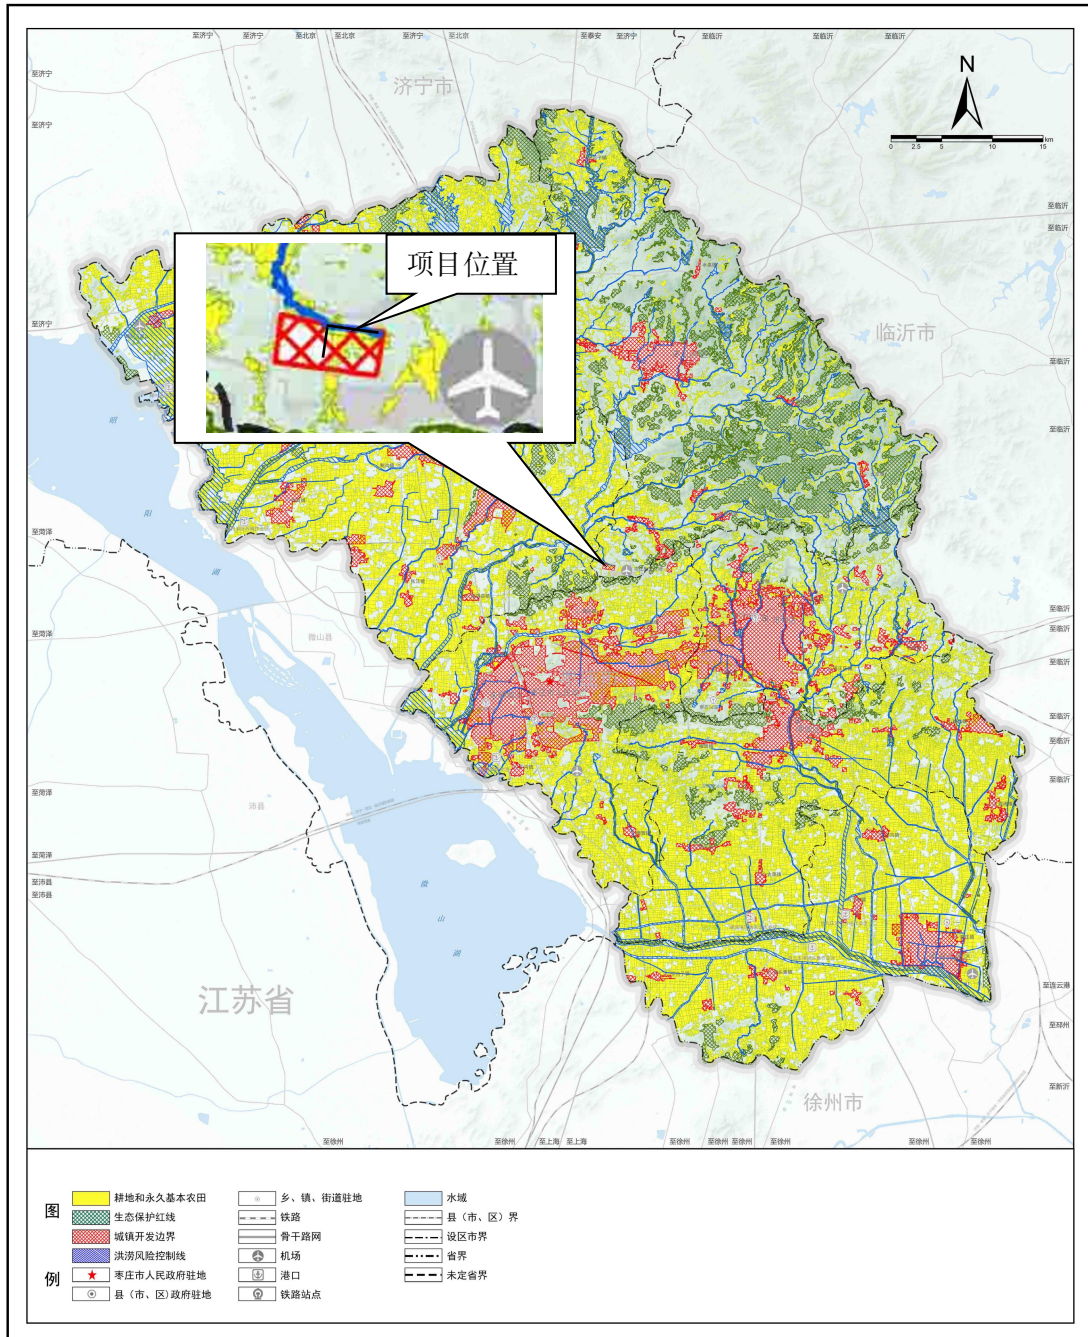 至济宁 至济宁 至北京 至北京 至济宁 至北京 至泰安 至济宁 至临沂 至临沂 至临沂
至济宁
济宁市
N
至济宁
km
0 2.5 5 10 15
至临沂
至临沂
项目位置
至济宁
临沂市
至临沂
昭
至临沂
阳
至菏泽
湖
至临沂
至临沂
至菏泽
微山县
至临沂
至临沂
至临沂
至临沂
至菏泽
沛县
至菏泽
至沛县
至沛县
微
山
湖
江苏省
至连云港
至邳州
至新沂
徐州市
至徐州 至徐州 至上海 至上海 至徐州 至徐州 至徐州 至徐州 至徐州 至徐州
图例
耕地和永久基本农田
生态保护红线
城镇开发边界
洪涝风险控制线
枣庄市人民政府驻地
县（市、区）政府驻地
乡、镇、街道驻地
铁路
骨干路网
机场
港口
铁路站点
水域
县（市、区）界
设区市界
省界
未定省界